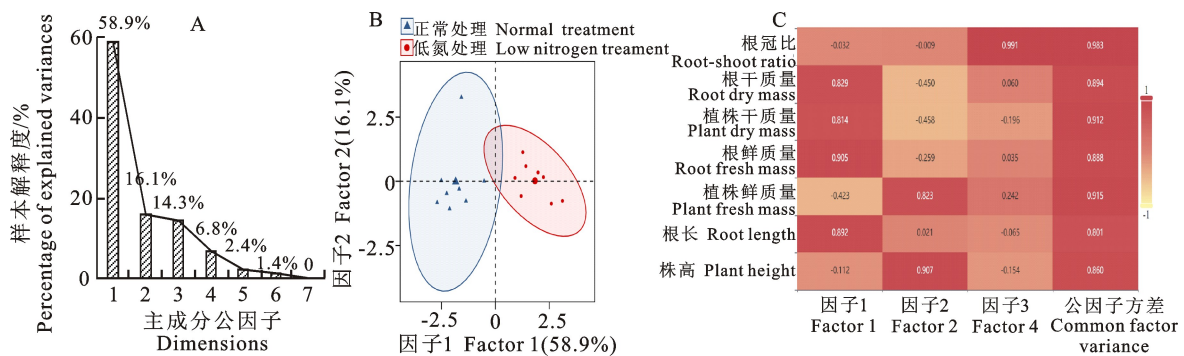 A
样本解释度/%
Percentage of explained variances
60
40
20
0
58.9%
16.1%
14.3%
6.8%
2.4%
1.4%
0
1 2 3 4 5 6 7
主成分公因子
Dimensions
B
正常处理 Normal treatment
低氮处理 Low nitrogen treament
因子2 Factor 2(16.1%)
2.5
0
-2.5
-2.5 0 2.5
因子1 Factor 1(58.9%)
C
根冠比
Root-shoot ratio
-0.032 -0.009 0.991 0.983
根干质量
Root dry mass
0.829 -0.450 0.060 0.894
植株干质量
Plant dry mass
0.814 -0.458 -0.196 0.912
根鲜质量
Root fresh mass
0.905 -0.259 0.035 0.888
植株鲜质量
Plant fresh mass
-0.423 0.823 0.242 0.915
根长 Root length
0.892 0.021 -0.065 0.801
株高 Plant height
-0.112 0.907 -0.154 0.860
因子1 因子2 因子3 公因子方差
Factor 1 Factor 2 Factor 4 Common factor
variance
1
-1